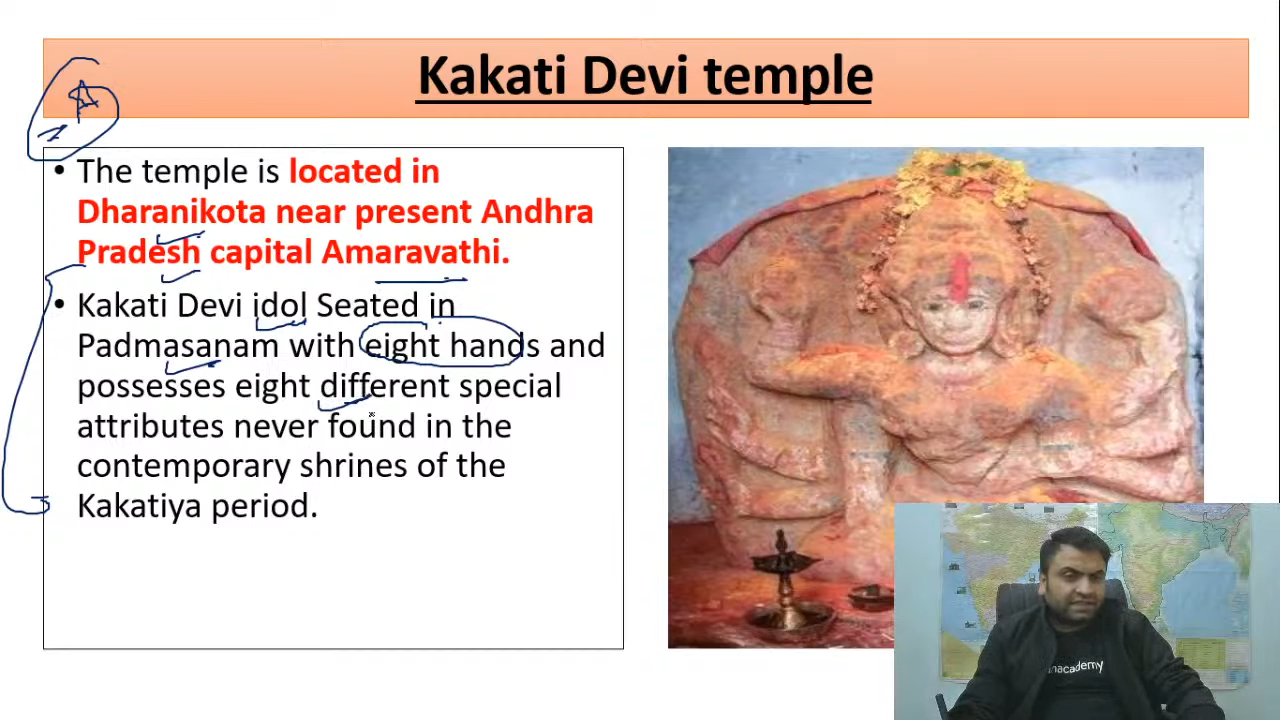 Kakati Devi temple
• The temple is located in
Dharanikota near present Andhra
Pradesh capital Amaravathi.
• Kakati Devi idol Seated in
Padmasanam with eight hands and
possesses eight different special
attributes never found in the
contemporary shrines of the
Kakatiya period.
nacademy